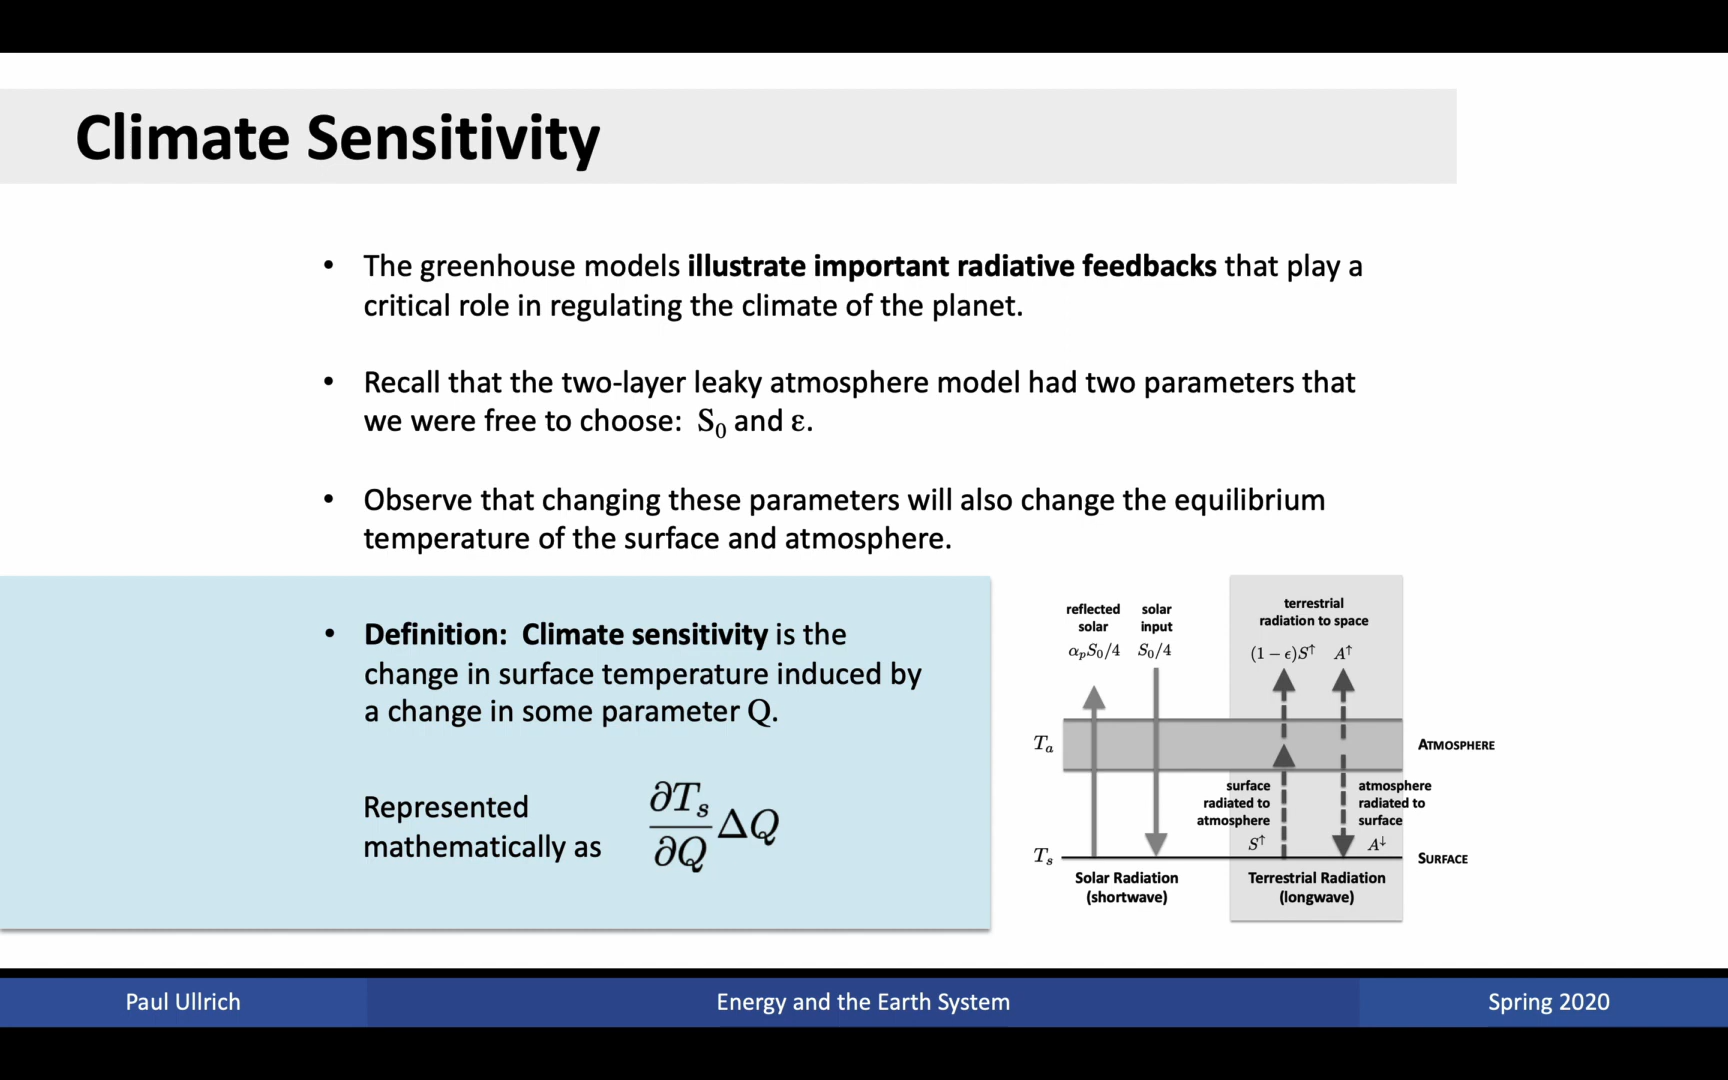 Climate Sensitivity
• The greenhouse models illustrate important radiative feedbacks that play a
critical role in regulating the climate of the planet.
• Recall that the two-layer leaky atmosphere model had two parameters that
we were free to choose: S₀ and ε.
• Observe that changing these parameters will also change the equilibrium
temperature of the surface and atmosphere.
• Definition: Climate sensitivity is the
change in surface temperature induced by
a change in some parameter Q.
Represented
mathematically as
∂Tₛ/∂Q ΔQ
reflected
solar
αₚS₀/4
solar
input
S₀/4
terrestrial
radiation to space
(1 − ϵ)S↑ A↑
Tₐ
ATMOSPHERE
surface
radiated to
atmosphere
S↑
atmosphere
radiated to
surface
A↓
Tₛ
SURFACE
Solar Radiation
(shortwave)
Terrestrial Radiation
(longwave)
Paul Ullrich
Energy and the Earth System
Spring 2020